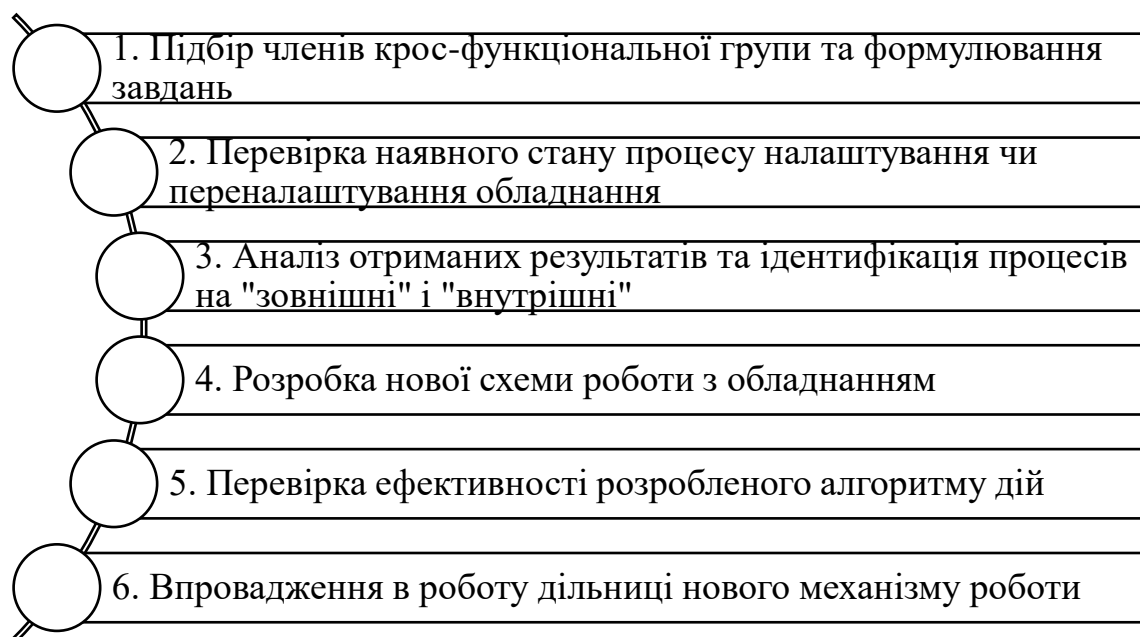 1. Підбір членів крос-функціональної групи та формулювання
завдань
2. Перевірка наявного стану процесу налаштування чи
переналаштування обладнання
3. Аналіз отриманих результатів та ідентифікація процесів
на "зовнішні" і "внутрішні"
4. Розробка нової схеми роботи з обладнанням
5. Перевірка ефективності розробленого алгоритму дій
6. Впровадження в роботу дільниці нового механізму роботи